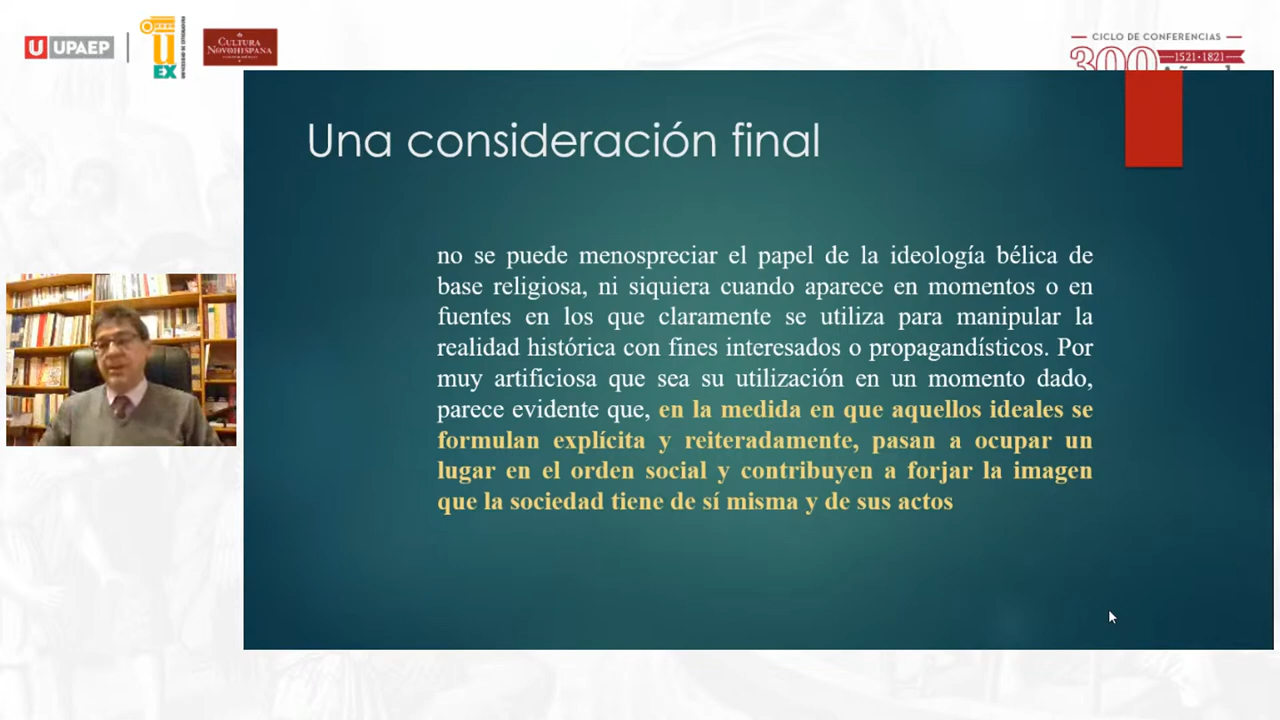 UPAEP
UEX
CULTURA
NOVOHISPANA
CICLO DE CONFERENCIAS
300
1521·1821
Una consideración final
no se puede menospreciar el papel de la ideología bélica de
base religiosa, ni siquiera cuando aparece en momentos o en
fuentes en los que claramente se utiliza para manipular la
realidad histórica con fines interesados o propagandísticos. Por
muy artificiosa que sea su utilización en un momento dado,
parece evidente que, en la medida en que aquellos ideales se
formulan explícita y reiteradamente, pasan a ocupar un
lugar en el orden social y contribuyen a forjar la imagen
que la sociedad tiene de sí misma y de sus actos